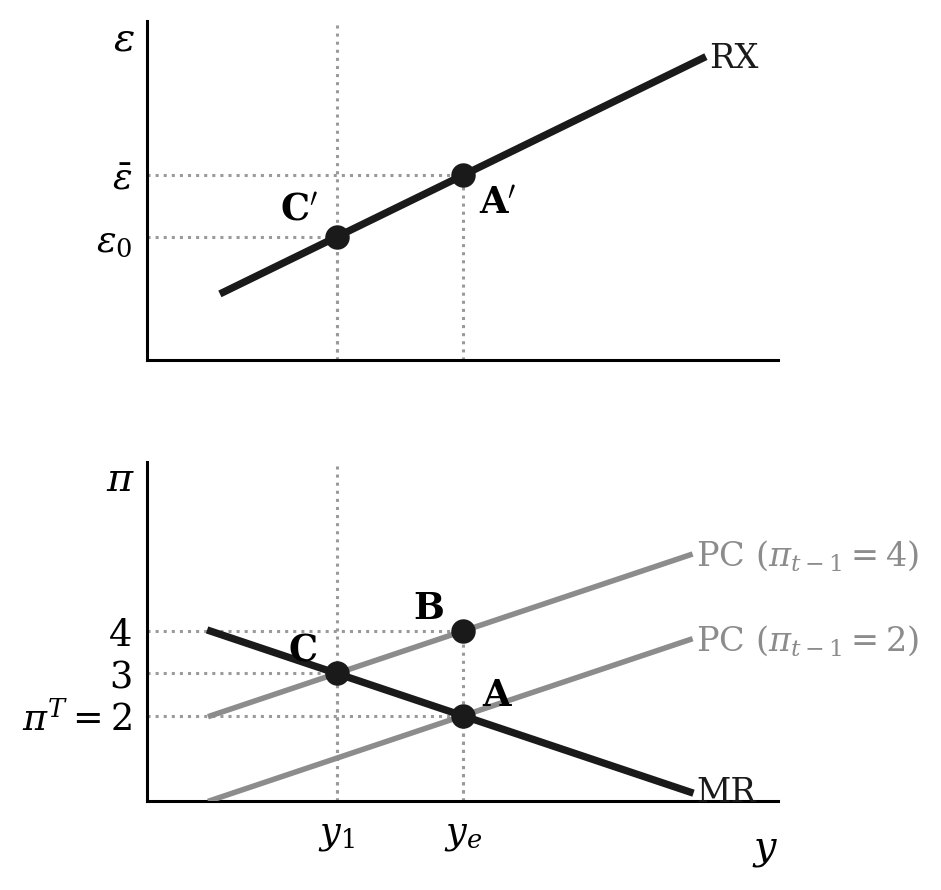 ε
RX
ε̄
C′
A′
ε₀
π
PC (πₜ₋₁ = 4)
B
4
PC (πₜ₋₁ = 2)
C
3
A
πᵀ = 2
MR
y₁
yₑ
y